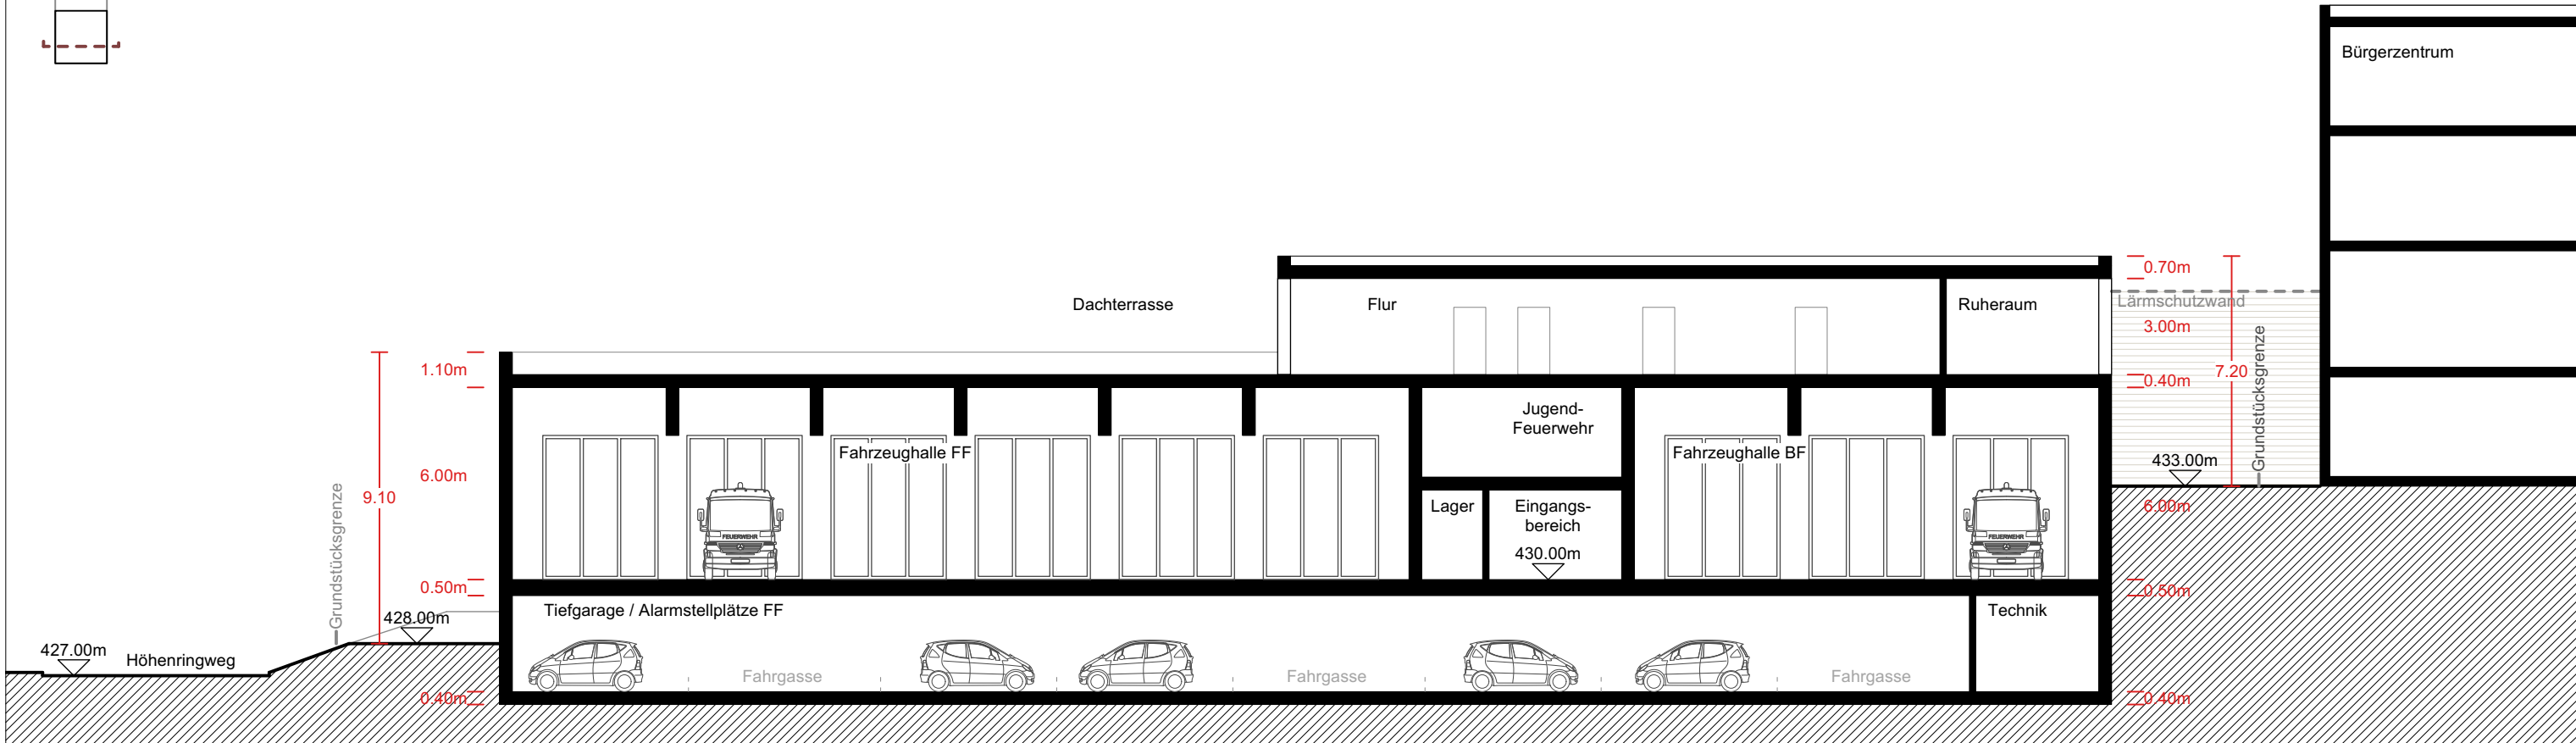 Bürgerzentrum
0.70m
Dachterrasse
Flur
Ruheraum
Lärmschutzwand
3.00m
1.10m
7.20
0.40m
Grundstücksgrenze
Jugend-
Feuerwehr
Fahrzeughalle FF
Fahrzeughalle BF
433.00m
6.00m
9.10
Grundstücksgrenze
Lager
Eingangs-
bereich
430.00m
6.00m
FEUERWEHR
FEUERWEHR
0.50m
0.50m
428.00m
Tiefgarage / Alarmstellplätze FF
Technik
427.00m
Höhenringweg
Fahrgasse
Fahrgasse
Fahrgasse
0.40m
0.40m